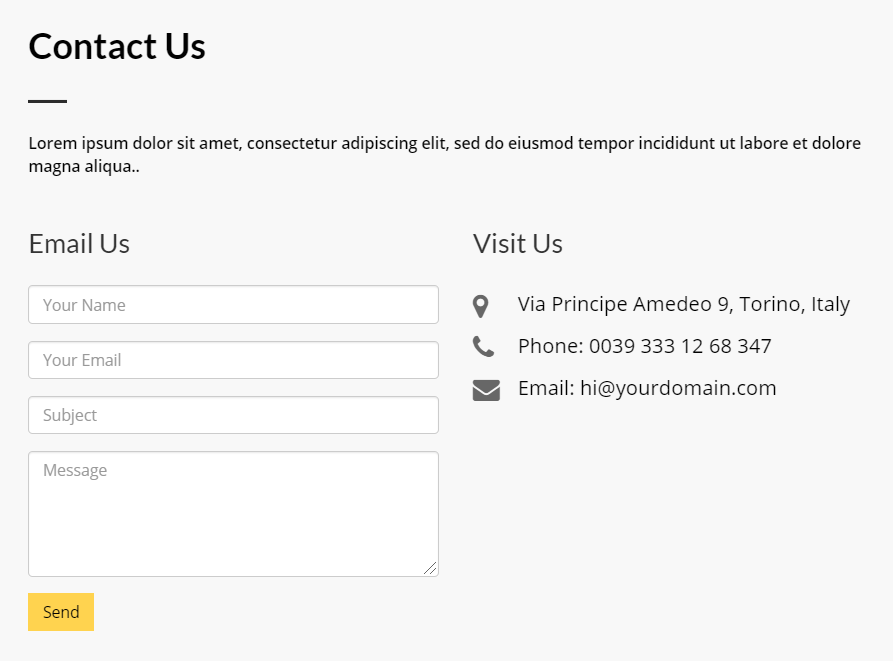 Contact Us
Lorem ipsum dolor sit amet, consectetur adipiscing elit, sed do eiusmod tempor incididunt ut labore et dolore
magna aliqua..
Email Us
Your Name
Your Email
Subject
Message
Send
Visit Us
Via Principe Amedeo 9, Torino, Italy
Phone: 0039 333 12 68 347
Email: hi@yourdomain.com